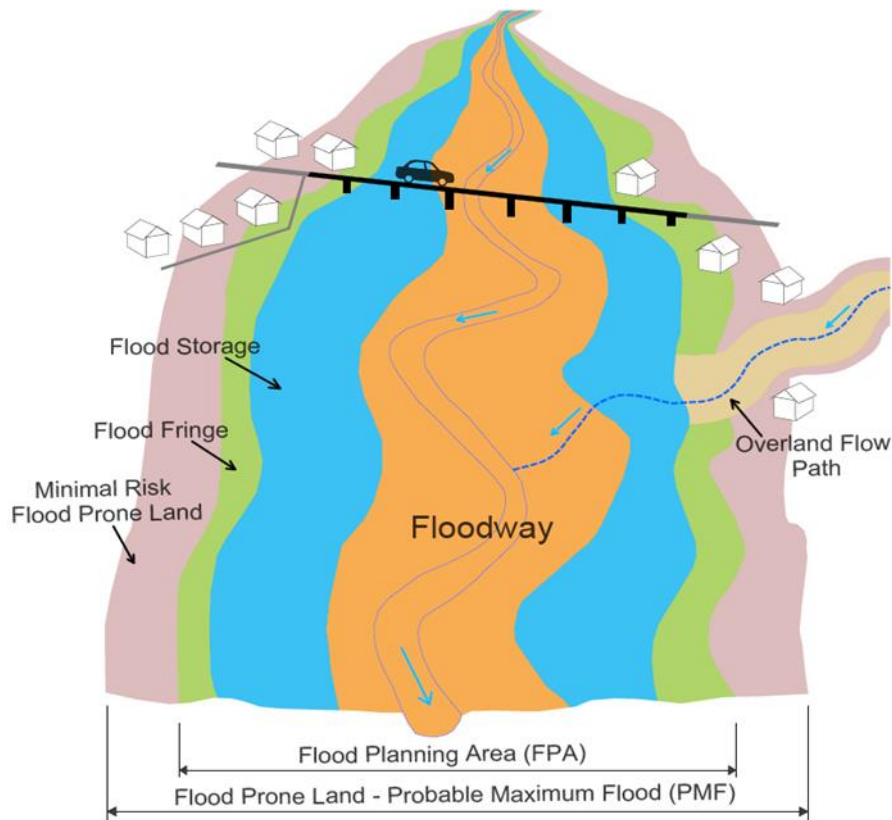 Flood Storage
Flood Fringe
Minimal Risk
Flood Prone Land
Overland Flow
Path
Floodway
Flood Planning Area (FPA)
Flood Prone Land - Probable Maximum Flood (PMF)